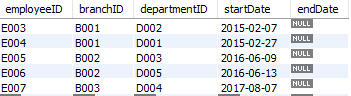 employeeID branchID departmentID startDate endDate
E003 B001 D002 2015-02-07 NULL
E004 B001 D001 2015-02-27 NULL
E005 B002 D003 2016-06-09 NULL
E006 B002 D005 2016-06-13 NULL
E007 B003 D004 2017-08-07 NULL